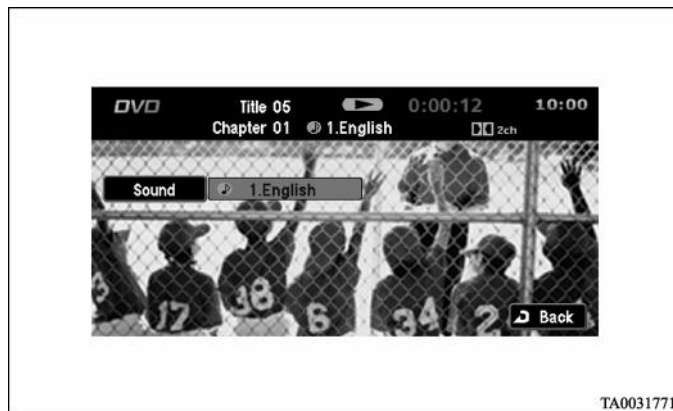 DVD Title 05 0:00:12 10:00
Chapter 01 1.English 2ch
Sound 1.English
17 38 6 34 2
Back
TA0031771